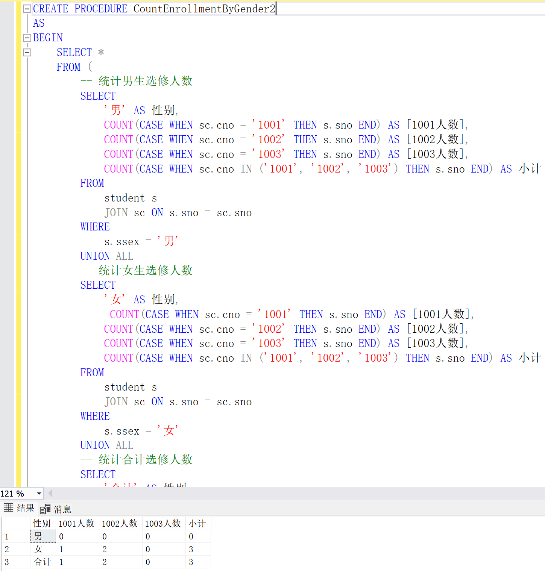 CREATE PROCEDURE CountEnrollmentByGender2
AS
BEGIN
SELECT *
FROM (
-- 统计男生选修人数
SELECT
'男' AS 性别,
COUNT(CASE WHEN sc.cno = '1001' THEN s.sno END) AS [1001人数],
COUNT(CASE WHEN sc.cno = '1002' THEN s.sno END) AS [1002人数],
COUNT(CASE WHEN sc.cno = '1003' THEN s.sno END) AS [1003人数],
COUNT(CASE WHEN sc.cno IN ('1001', '1002', '1003') THEN s.sno END) AS 小计
FROM
student s
JOIN sc ON s.sno = sc.sno
WHERE
s.ssex = '男'
UNION ALL
-- 统计女生选修人数
SELECT
'女' AS 性别,
COUNT(CASE WHEN sc.cno = '1001' THEN s.sno END) AS [1001人数],
COUNT(CASE WHEN sc.cno = '1002' THEN s.sno END) AS [1002人数],
COUNT(CASE WHEN sc.cno = '1003' THEN s.sno END) AS [1003人数],
COUNT(CASE WHEN sc.cno IN ('1001', '1002', '1003') THEN s.sno END) AS 小计
FROM
student s
JOIN sc ON s.sno = sc.sno
WHERE
s.ssex = '女'
UNION ALL
-- 统计合计选修人数
SELECT
'合计' AS 性别,
121 %
结果 消息
性别 1001人数 1002人数 1003人数 小计
1 男 0 0 0 0
2 女 1 2 0 3
3 合计 1 2 0 3